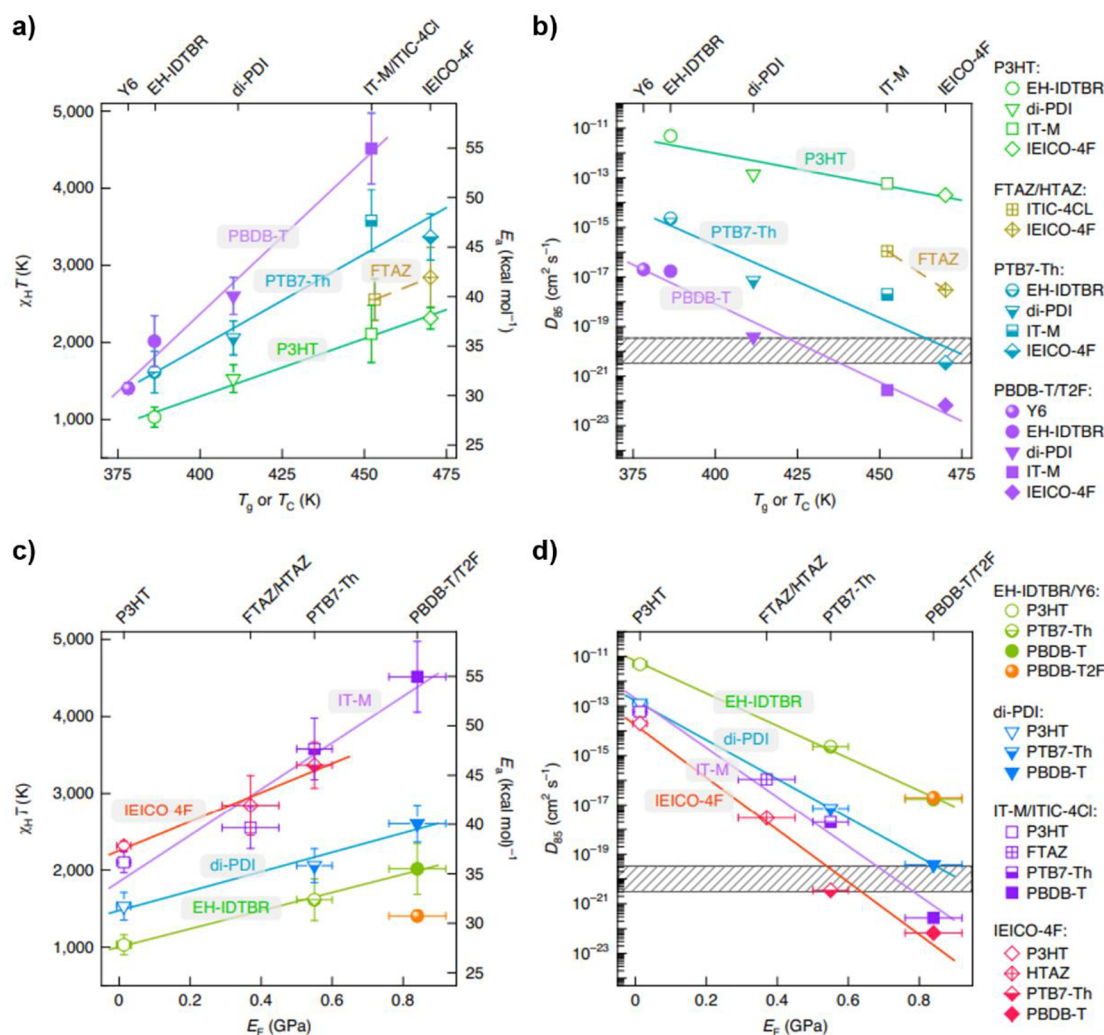 a)
Y6
EH-IDTBR
di-PDI
IT-M/ITIC-4Cl
IEICO-4F
5,000
4,000
3,000
2,000
1,000
χHT (K)
55
50
45
40
35
30
25
Ea (kcal mol−1)
PBDB-T
PTB7-Th
FTAZ
P3HT
375
400
425
450
475
Tg or TC (K)
b)
Y6
EH-IDTBR
di-PDI
IT-M
IEICO-4F
10−11
10−13
10−15
10−17
10−19
10−21
10−23
D85 (cm2 s−1)
P3HT
PTB7-Th
FTAZ
PBDB-T
375
400
425
450
475
Tg or TC (K)
P3HT:
EH-IDTBR
di-PDI
IT-M
IEICO-4F
FTAZ/HTAZ:
ITIC-4CL
IEICO-4F
PTB7-Th:
EH-IDTBR
di-PDI
IT-M
IEICO-4F
PBDB-T/T2F:
Y6
EH-IDTBR
di-PDI
IT-M
IEICO-4F
c)
P3HT
FTAZ/HTAZ
PTB7-Th
PBDB-T/T2F
5,000
4,000
3,000
2,000
1,000
χHT (K)
55
50
45
40
35
30
25
Ea (kcal mol)−1
IT-M
IEICO 4F
di-PDI
EH-IDTBR
0
0.2
0.4
0.6
0.8
EF (GPa)
d)
P3HT
FTAZ/HTAZ
PTB7-Th
PBDB-T/T2F
10−11
10−13
10−15
10−17
10−19
10−21
10−23
D85 (cm2 s−1)
EH-IDTBR
di-PDI
IT-M
IEICO-4F
0
0.2
0.4
0.6
0.8
EF (GPa)
EH-IDTBR/Y6:
P3HT
PTB7-Th
PBDB-T
PBDB-T2F
di-PDI:
P3HT
PTB7-Th
PBDB-T
IT-M/ITIC-4Cl:
P3HT
FTAZ
PTB7-Th
PBDB-T
IEICO-4F:
P3HT
HTAZ
PTB7-Th
PBDB-T